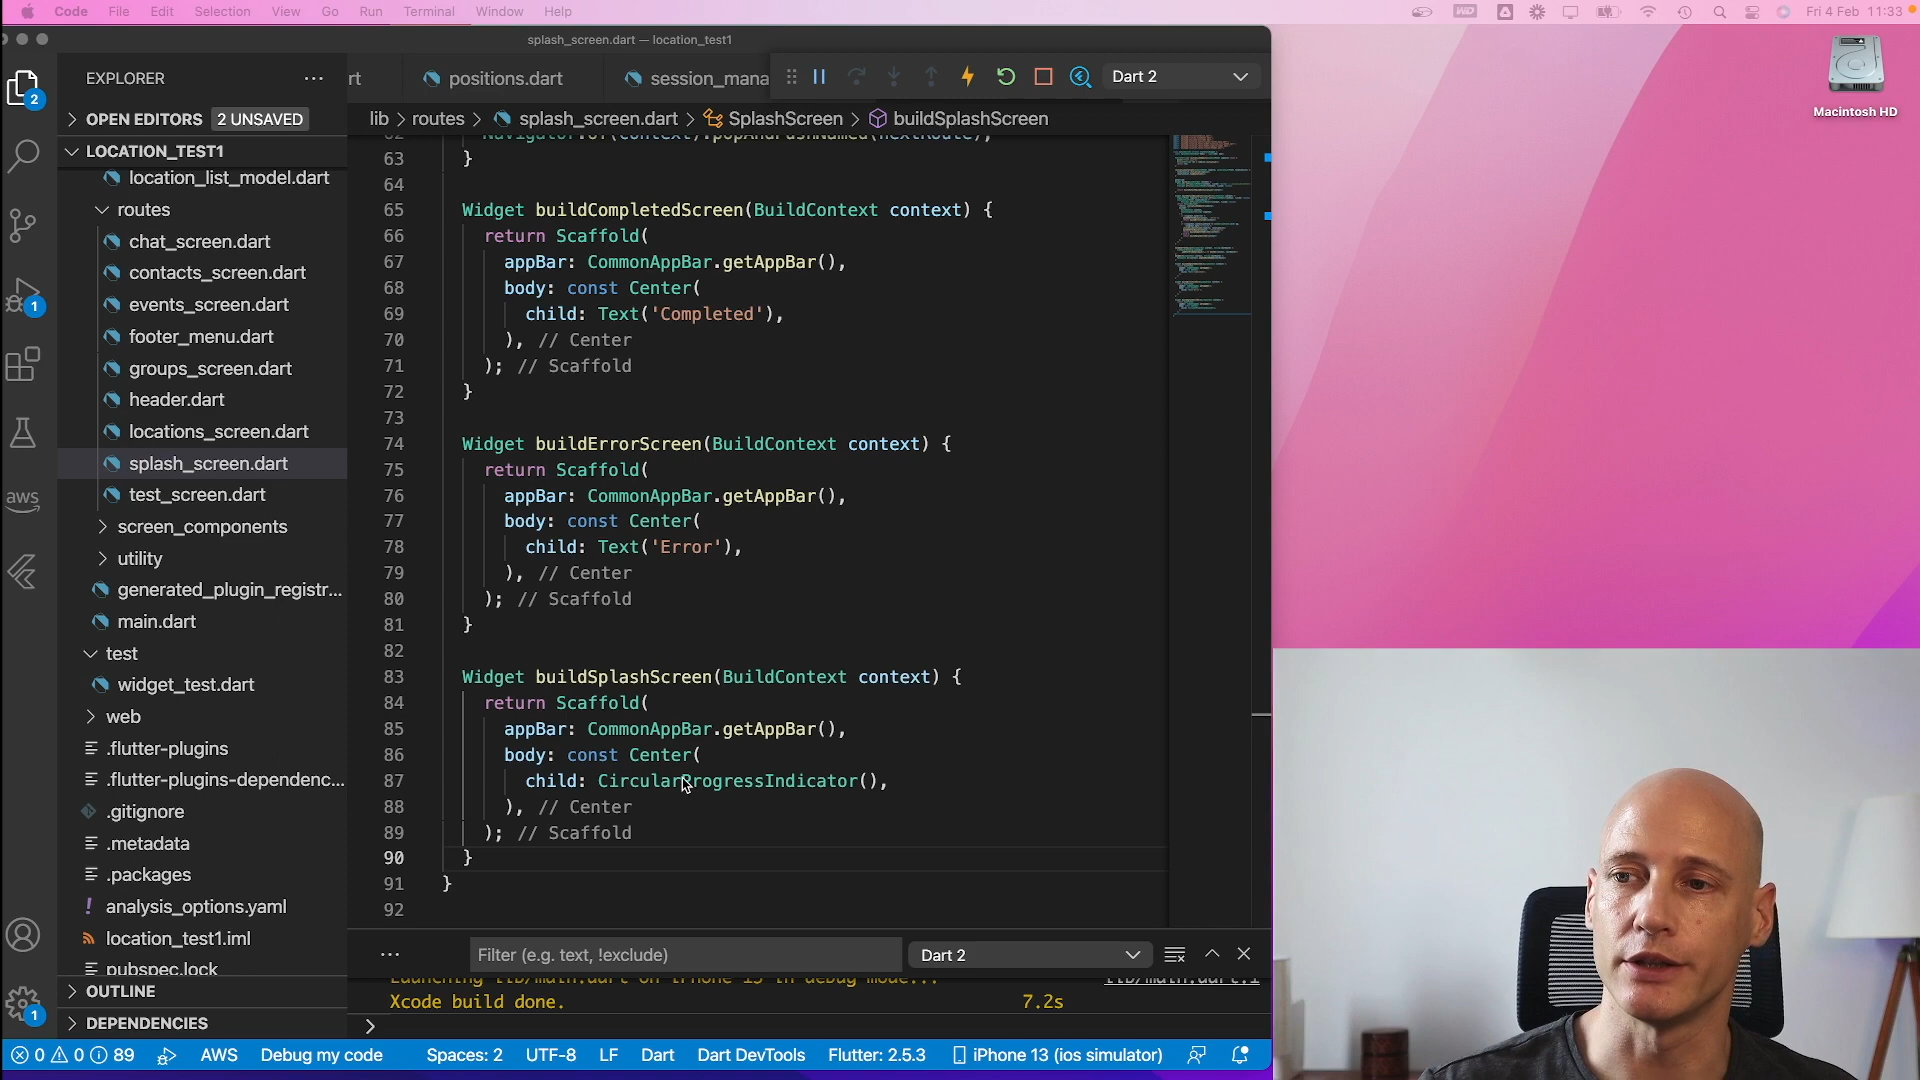 Code File Edit Selection View Go Run Terminal Window Help
WD
Fri 4 Feb 11:33
Macintosh HD
splash_screen.dart — location_test1
EXPLORER
rt
positions.dart
session_mana
Dart 2
OPEN EDITORS 2 UNSAVED
lib > routes > splash_screen.dart > SplashScreen > buildSplashScreen
LOCATION_TEST1
location_list_model.dart
routes
chat_screen.dart
contacts_screen.dart
events_screen.dart
footer_menu.dart
groups_screen.dart
header.dart
locations_screen.dart
splash_screen.dart
test_screen.dart
screen_components
utility
generated_plugin_registr...
main.dart
test
widget_test.dart
web
.flutter-plugins
.flutter-plugins-dependenc...
.gitignore
.metadata
.packages
analysis_options.yaml
location_test1.iml
pubspec.lock
OUTLINE
DEPENDENCIES
2
1
aws
1
62 Navigator.of(context).popAndPushNamed(nextRoute);
63 }
64
65 Widget buildCompletedScreen(BuildContext context) {
66 return Scaffold(
67 appBar: CommonAppBar.getAppBar(),
68 body: const Center(
69 child: Text('Completed'),
70 ), // Center
71 ); // Scaffold
72 }
73
74 Widget buildErrorScreen(BuildContext context) {
75 return Scaffold(
76 appBar: CommonAppBar.getAppBar(),
77 body: const Center(
78 child: Text('Error'),
79 ), // Center
80 ); // Scaffold
81 }
82
83 Widget buildSplashScreen(BuildContext context) {
84 return Scaffold(
85 appBar: CommonAppBar.getAppBar(),
86 body: const Center(
87 child: CircularProgressIndicator(),
88 ), // Center
89 ); // Scaffold
90 }
91 }
92
Filter (e.g. text, !exclude)
Dart 2
Launching lib/main.dart on iPhone 13 in debug mode... lib/main.dart:1
Xcode build done. 7.2s
0 0 89 AWS Debug my code Spaces: 2 UTF-8 LF Dart Dart DevTools Flutter: 2.5.3 iPhone 13 (ios simulator)